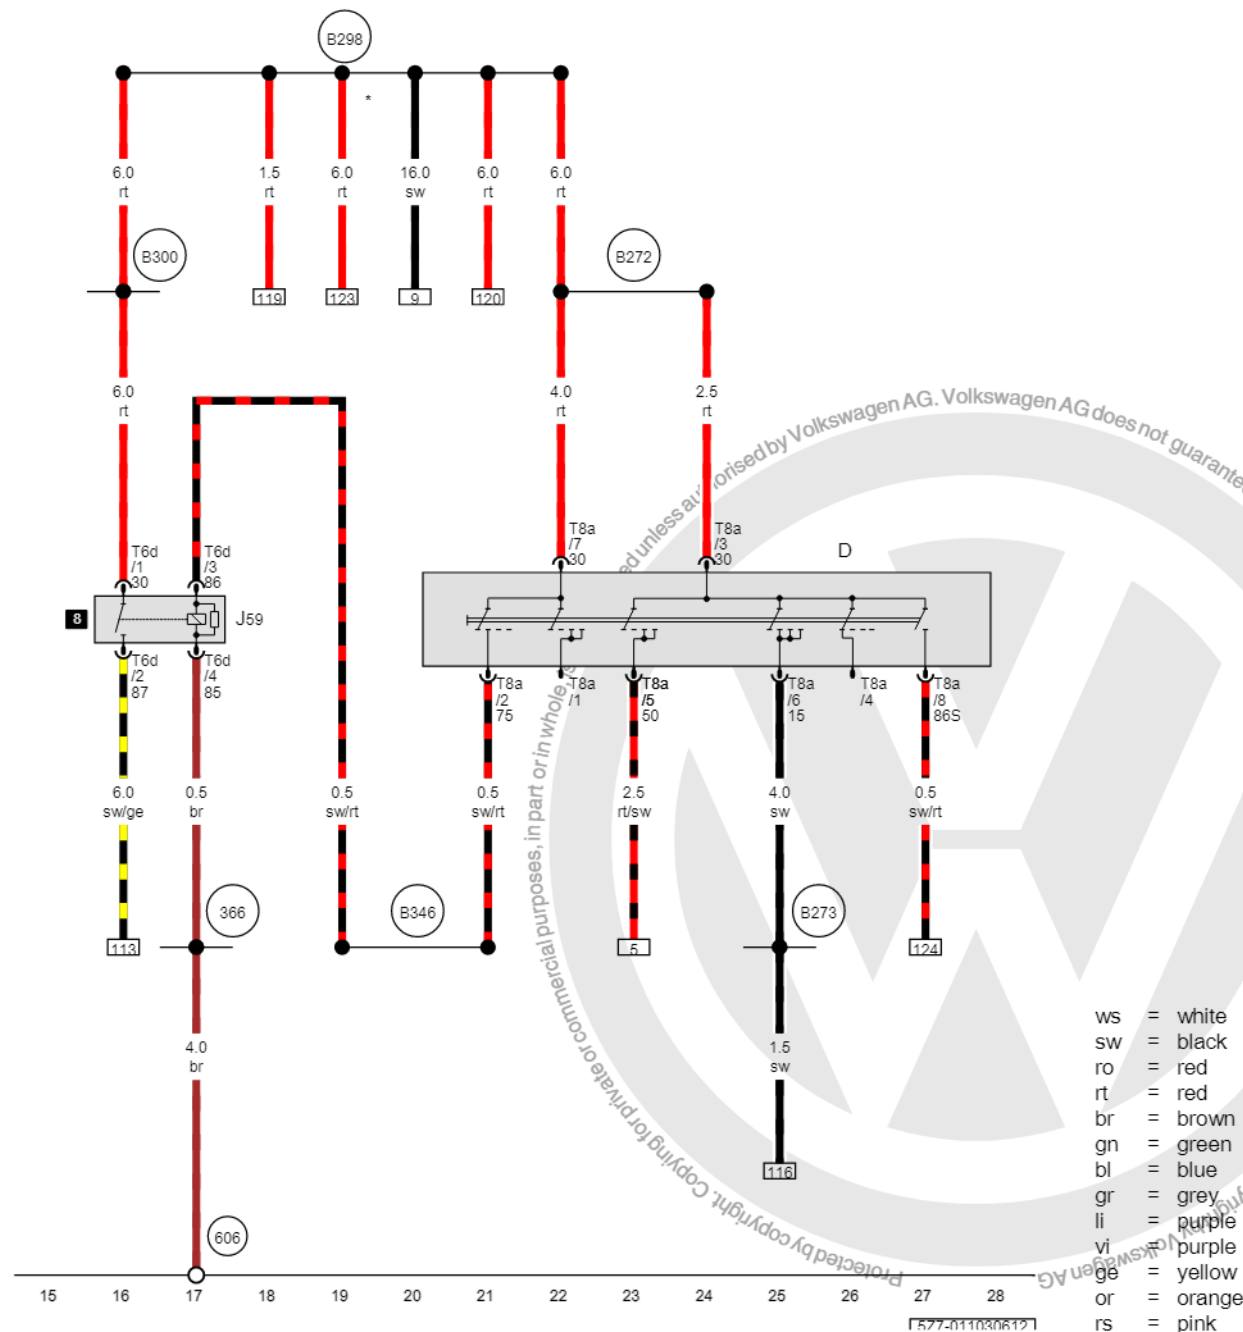 B298
*
6.0 1.5 6.0 16.0 6.0 6.0
rt rt rt sw rt rt
B300 B272
119 123 9 120
6.0 4.0 2.5
rt rt rt
T6d T6d T8a T8a
/1 /3 /7 /3
30 86 30 30
D
8
J59
T6d T6d T8a T8a T8a T8a T8a T8a
/2 /4 /2 /1 /5 /6 /4 /8
87 85 75 50 15 86S
6.0 0.5 0.5 0.5 2.5 4.0 0.5
sw/ge br sw/rt sw/rt rt/sw sw sw/rt
366 B346 B273
113 5 124
4.0 1.5
br sw
116
606
ws = white
sw = black
ro = red
rt = red
br = brown
gn = green
bl = blue
gr = grey
li = purple
vi = purple
ge = yellow
or = orange
rs = pink
15 16 17 18 19 20 21 22 23 24 25 26 27 28
577-011030612
Protected by copyright. Copying for private or commercial purposes, in part or in whole,
unless
orised by Volkswagen AG. Volkswagen AG does not
Volkswagen AG